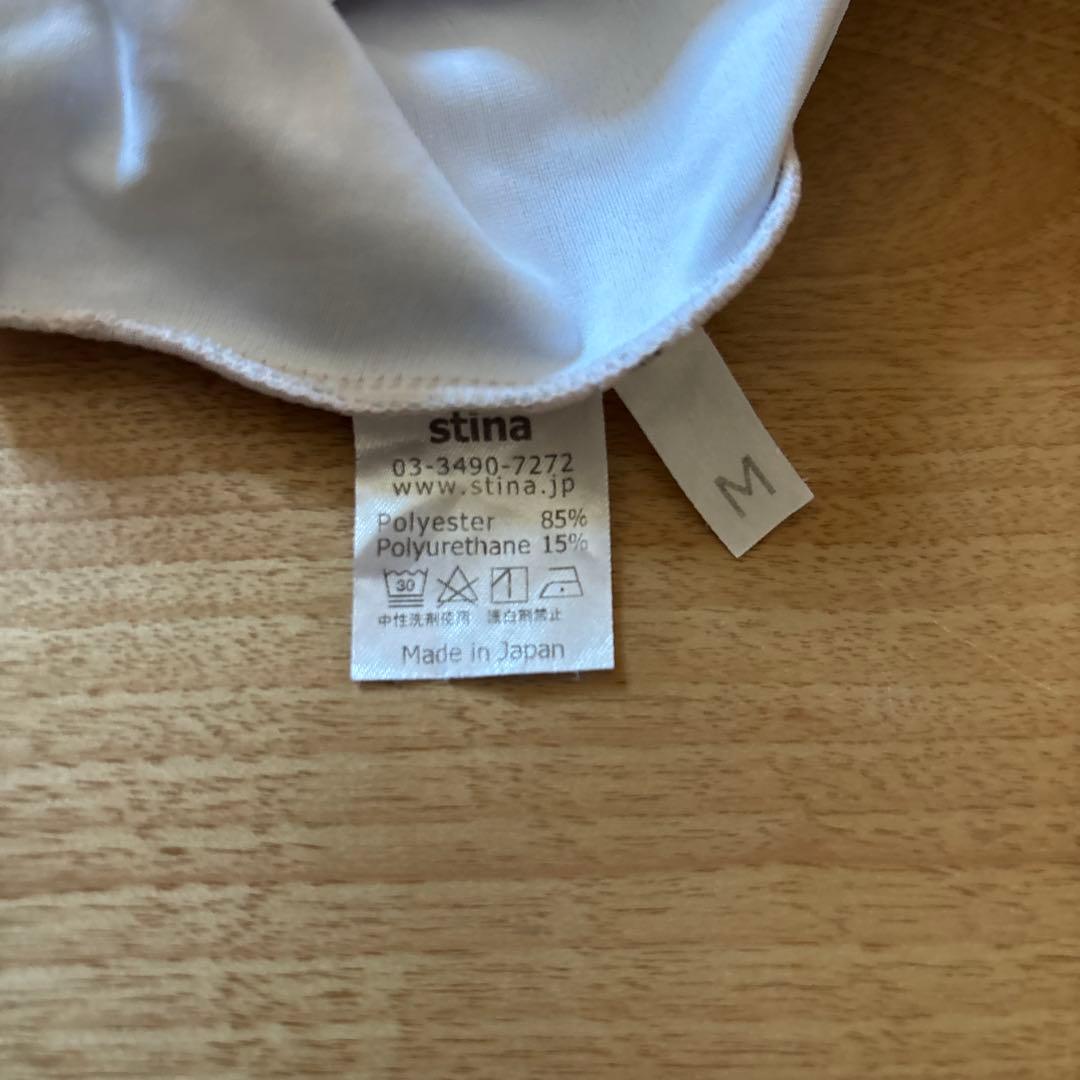 stina
03-3490-7272
www.stina.jp
Polyester 85%
Polyurethane 15%
30
中性洗剤使用 漂白剤禁止
Made in Japan
M